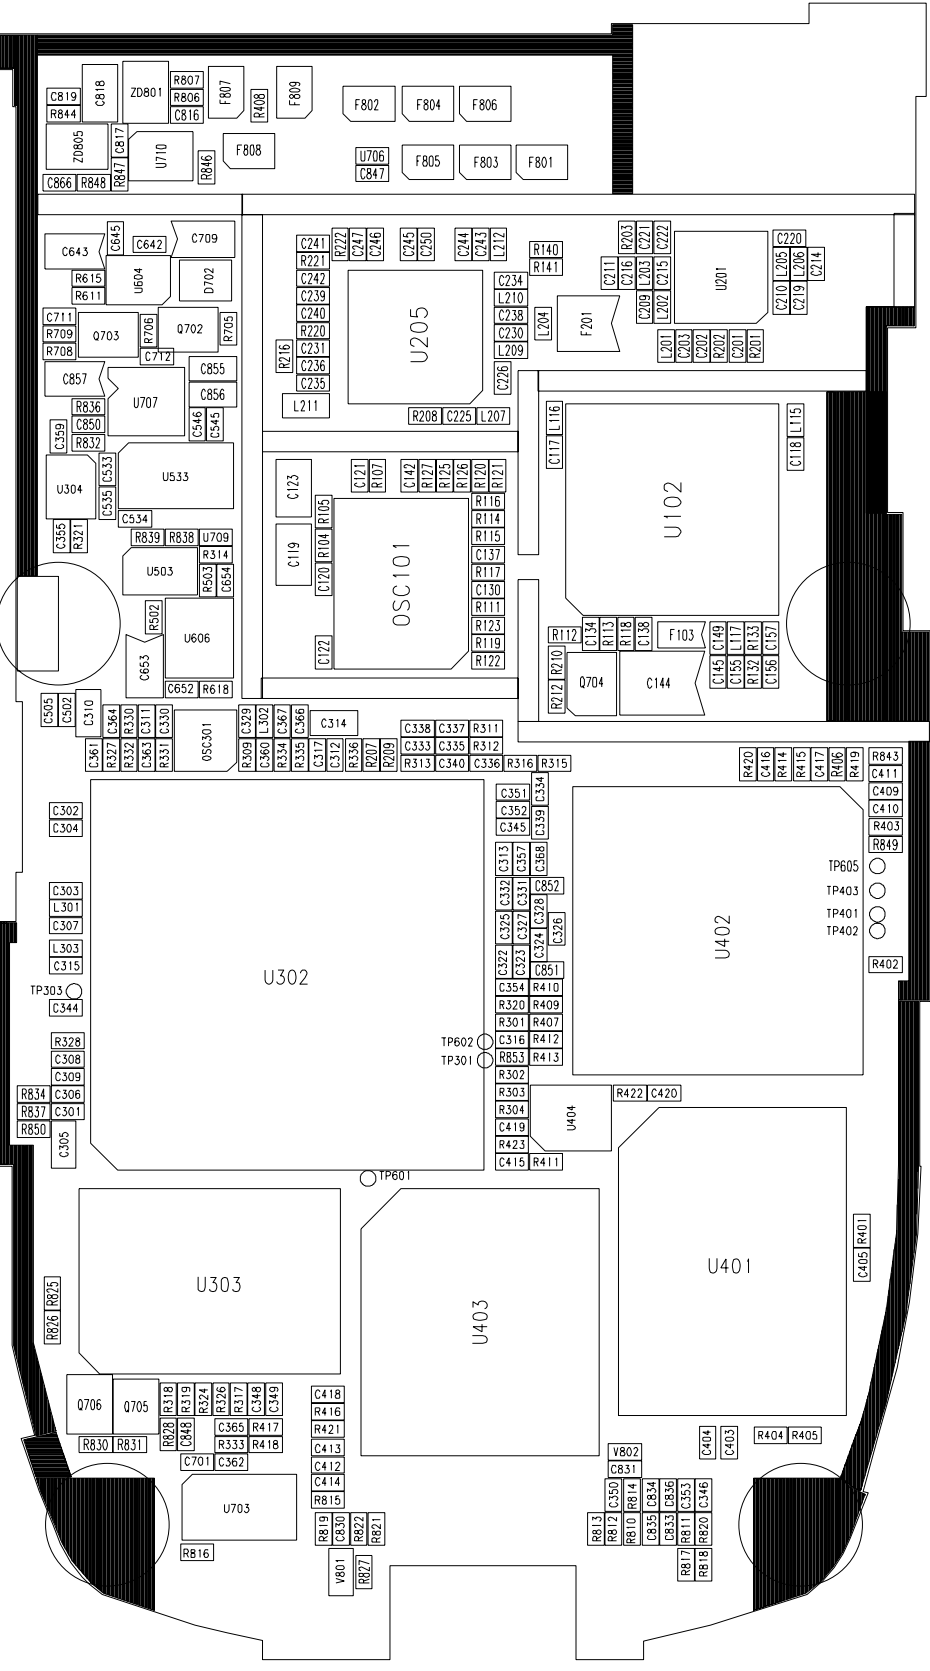 C819
R844
C818
ZD801
R807
R806
C816
F807
R408
F809
F802
F804
F806
ZD805
C817
R847
U710
R846
F808
U706
C847
F805
F803
F801
C866
R848
C643
C645
C642
C709
R615
R611
U604
D702
C241
R221
C242
C239
C240
R220
C231
C236
C235
L211
R216
R222
C247
C246
C245
C250
C244
C243
L212
U205
C234
L210
C238
C230
L209
C226
R208
C225
L207
R140
R141
L204
F201
C211
C216
R203
C221
C222
L203
C215
C209
L202
U201
C220
L205
L206
C214
C210
C219
L201
C203
C202
R202
C201
R201
C711
R709
R708
Q703
R706
Q702
R705
C712
C857
U707
C855
C856
R836
C850
R832
C359
C546
C545
U304
C533
C535
U533
C534
C355
R321
R839
R838
U709
R314
U503
R503
C654
R502
U606
C653
C652
R618
C123
C119
C121
R107
C142
R127
R125
R126
R120
R121
R105
R104
C120
C122
OSC101
R116
R114
R115
C137
R117
C130
R111
R123
R119
R122
L116
C117
U102
L115
C118
R112
C134
R113
R118
C138
F103
C149
L117
R133
C157
C145
C155
R132
C156
R210
R212
Q704
C144
C505
C502
C310
C364
R330
C311
C330
C361
R327
R332
C363
R331
OSC301
C329
L302
C367
C366
R309
C360
R334
R335
C314
C317
C312
R336
R207
R209
C338
C337
R311
C333
C335
R312
R313
C340
C336
R316
R315
R420
C416
R414
R415
C417
R406
R419
R843
C411
C409
C410
R403
R849
TP605
TP403
TP401
TP402
R402
C302
C304
C303
L301
C307
L303
C315
TP303
C344
R328
C308
C309
R834
C306
R837
C301
R850
C305
U302
TP602
TP301
C351
C352
C345
C334
C339
C313
C357
C368
C332
C331
C852
C328
C325
C327
C326
C324
C322
C323
C851
C354
R410
R320
R409
R301
R407
C316
R412
R853
R413
R302
R303
R304
C419
R423
C415
R411
U402
U404
R422
C420
TP601
U303
U403
U401
R401
C405
R825
R826
Q706
Q705
R830
R831
R318
R319
R324
R326
R317
C348
C349
R828
C848
C365
R417
R333
R418
C701
C362
C418
R416
R421
C413
C412
C414
R815
U703
R816
R819
C830
R822
R821
V801
R827
C404
C403
R404
R405
V802
C831
C350
R814
C834
C836
C353
C346
R813
R812
R810
C835
C833
R811
R820
R817
R818